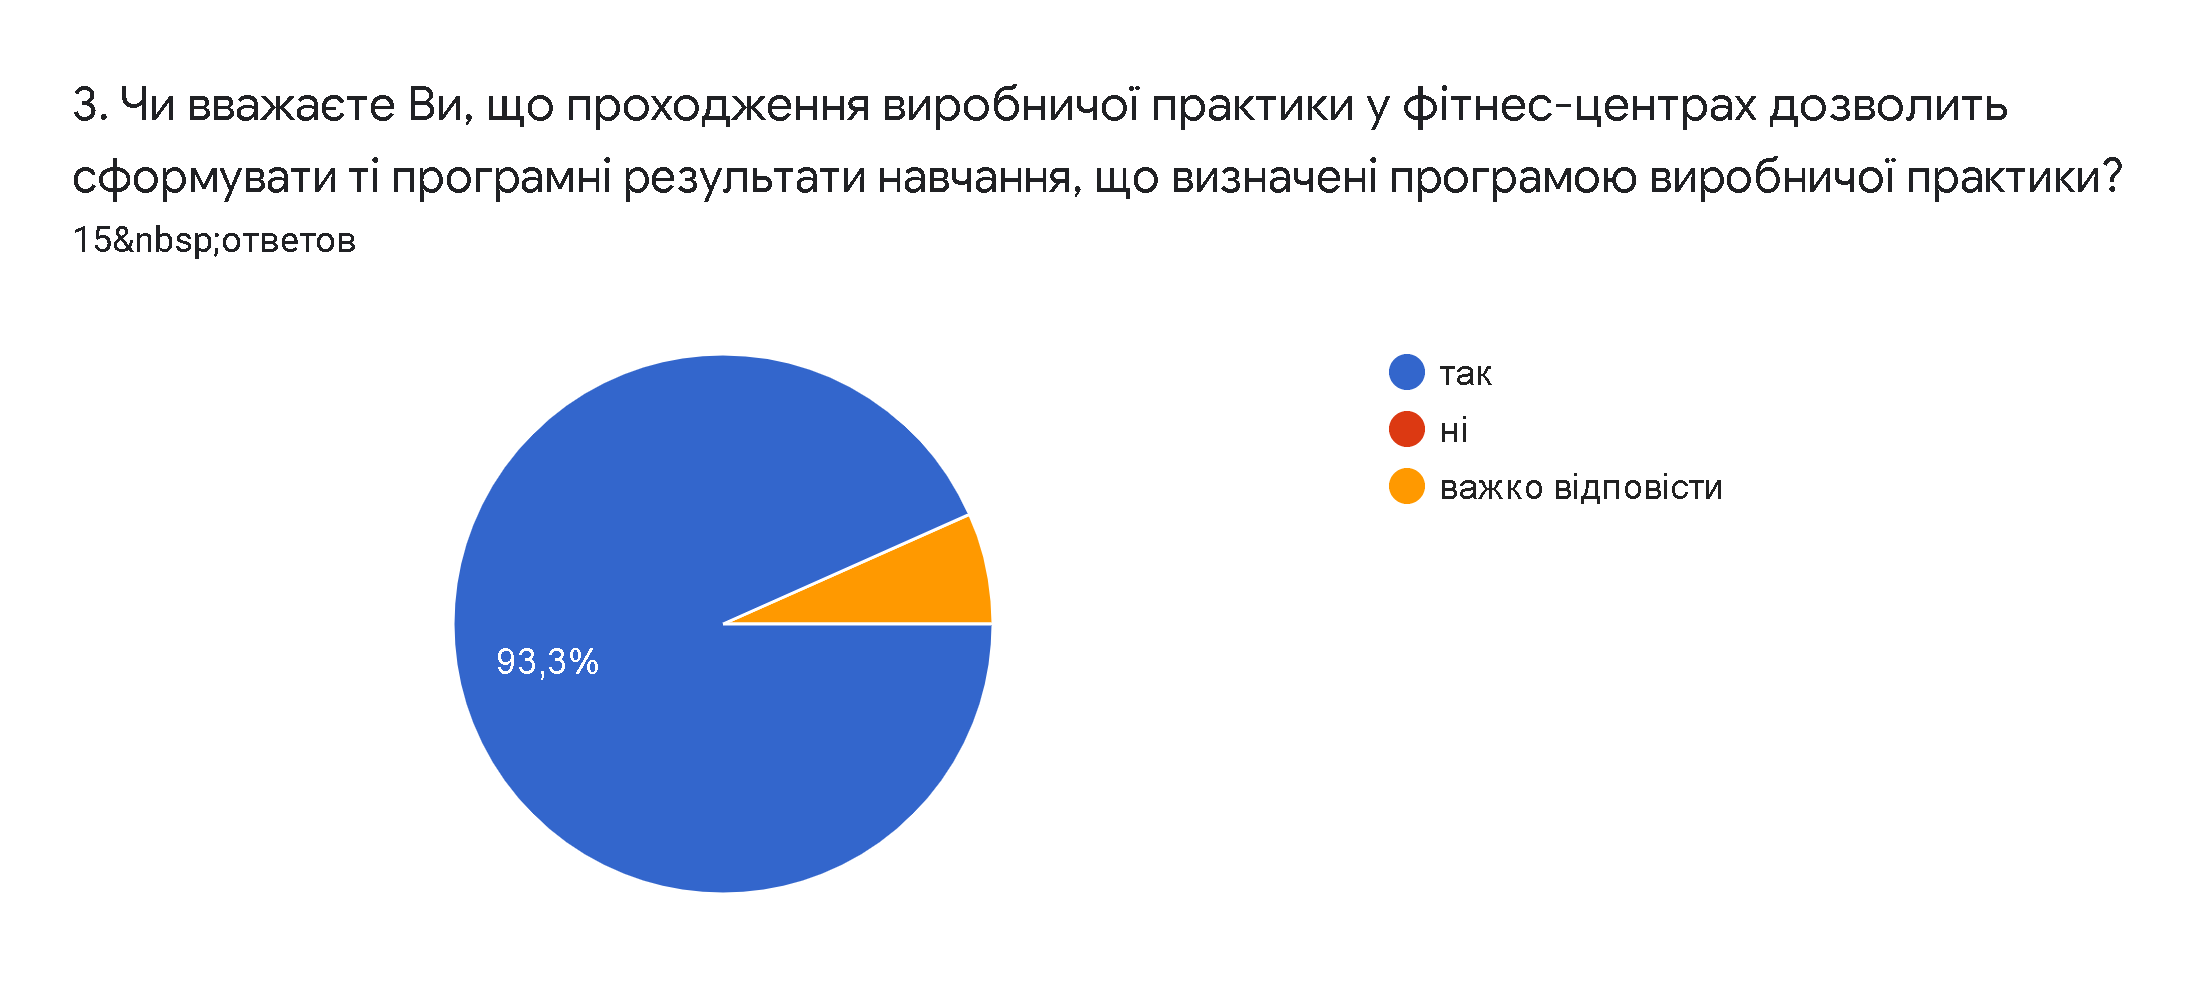 3. Чи вважаєте Ви, що проходження виробничої практики у фітнес-центрах дозволить
сформувати ті програмні результати навчання, що визначені програмою виробничої практики?
15&nbsp;ответов
так
ні
важко відповісти
93,3%